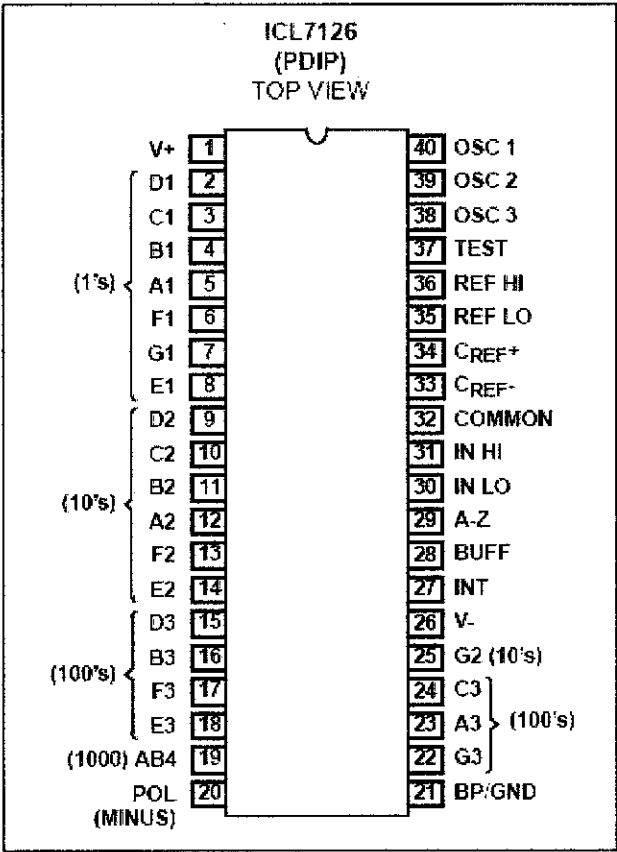 ICL7126
(PDIP)
TOP VIEW
V+ 1 40 OSC 1
D1 2 39 OSC 2
C1 3 38 OSC 3
B1 4 37 TEST
(1's) A1 5 36 REF HI
F1 6 35 REF LO
G1 7 34 CREF+
E1 8 33 CREF-
D2 9 32 COMMON
C2 10 31 IN HI
B2 11 30 IN LO
(10's) A2 12 29 A-Z
F2 13 28 BUFF
E2 14 27 INT
D3 15 26 V-
B3 16 25 G2 (10's)
(100's) F3 17 24 C3
E3 18 23 A3 (100's)
(1000) AB4 19 22 G3
POL 20 21 BP/GND
(MINUS)